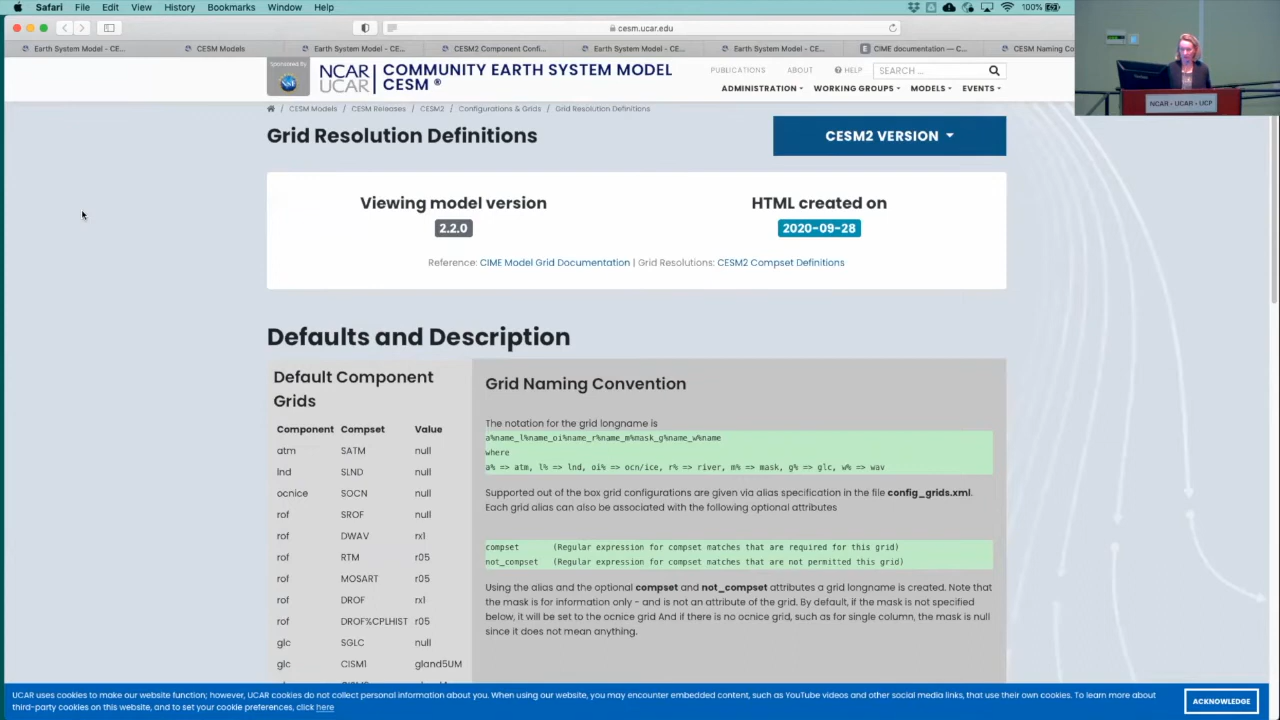 Safari File Edit View History Bookmarks Window Help 100%
cesm.ucar.edu
Earth System Model - CE... CESM Models Earth System Model - CE... CESM2 Component Confi... Earth System Model - CE... Earth System Model - CE... CIME documentation — C... CESM Naming Co
Sponsored by
NCAR
UCAR
COMMUNITY EARTH SYSTEM MODEL
CESM ®
PUBLICATIONS ABOUT HELP SEARCH ...
ADMINISTRATION WORKING GROUPS MODELS EVENTS
NCAR • UCAR • UCP
/ CESM Models / CESM Releases / CESM2 / Configurations & Grids / Grid Resolution Definitions
Grid Resolution Definitions
CESM2 VERSION
Viewing model version
2.2.0
HTML created on
2020-09-28
Reference: CIME Model Grid Documentation | Grid Resolutions: CESM2 Compset Definitions
Defaults and Description
Default Component
Grids
Component Compset Value
atm SATM null
lnd SLND null
ocnice SOCN null
rof SROF null
rof DWAV rx1
rof RTM r05
rof MOSART r05
rof DROF rx1
rof DROF%CPLHIST r05
glc SGLC null
glc CISM1 gland5UM
Grid Naming Convention
The notation for the grid longname is
a%name_l%name_oi%name_r%name_m%mask_g%name_w%name
where
a% => atm, l% => lnd, oi% => ocn/ice, r% => river, m% => mask, g% => glc, w% => wav
Supported out of the box grid configurations are given via alias specification in the file config_grids.xml.
Each grid alias can also be associated with the following optional attributes
compset (Regular expression for compset matches that are required for this grid)
not_compset (Regular expression for compset matches that are not permitted this grid)
Using the alias and the optional compset and not_compset attributes a grid longname is created. Note that
the mask is for information only - and is not an attribute of the grid. By default, if the mask is not specified
below, it will be set to the ocnice grid And if there is no ocnice grid, such as for single column, the mask is null
since it does not mean anything.
UCAR uses cookies to make our website function; however, UCAR cookies do not collect personal information about you. When using our website, you may encounter embedded content, such as YouTube videos and other social media links, that use their own cookies. To learn more about
third-party cookies on this website, and to set your cookie preferences, click here
ACKNOWLEDGE